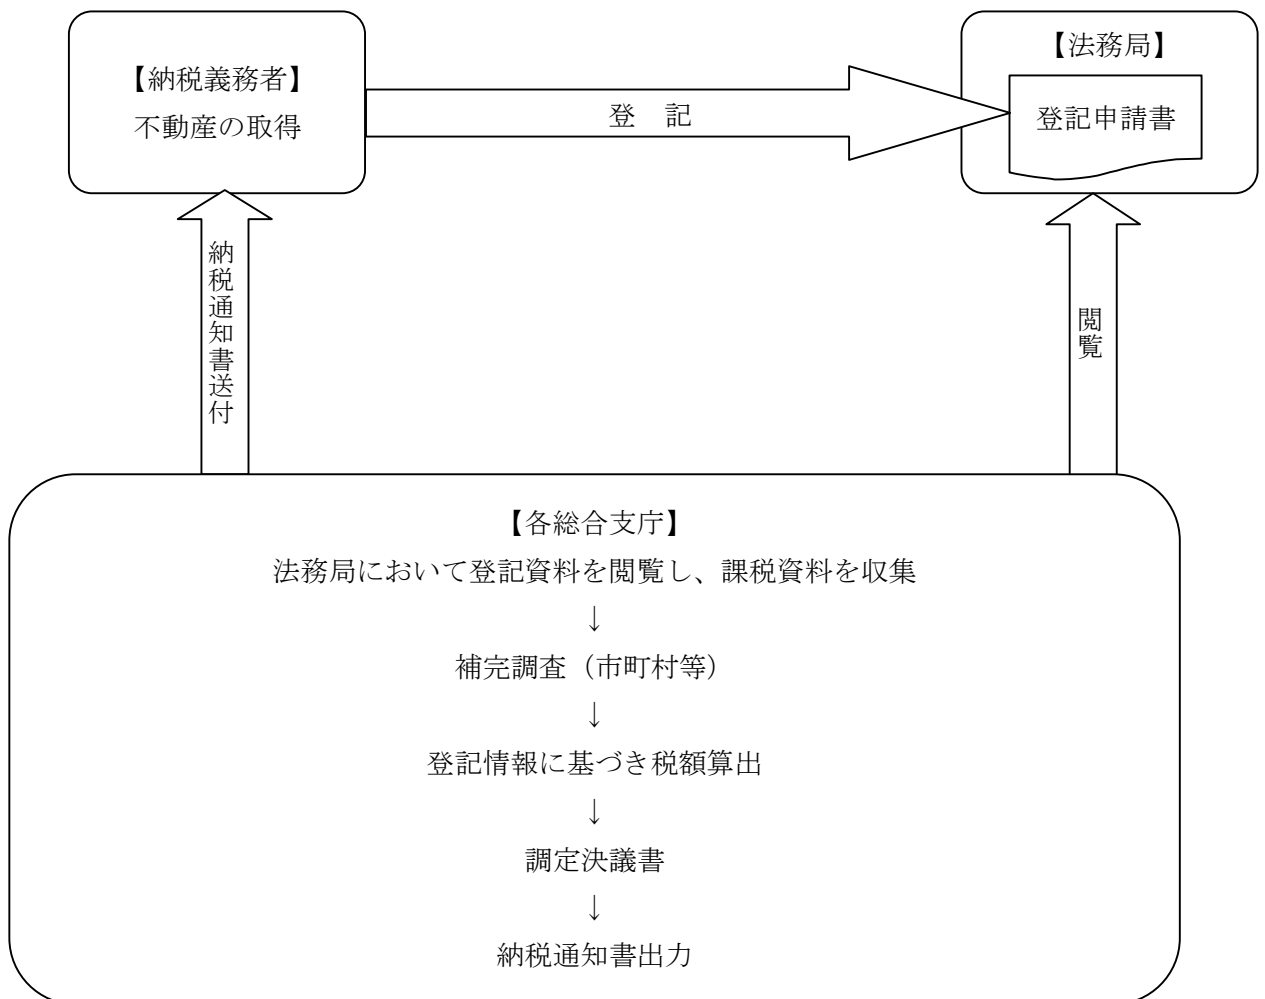 【納税義務者】
不動産の取得
登　記
【法務局】
登記申請書
納税通知書送付
閲覧
【各総合支庁】
法務局において登記資料を閲覧し、課税資料を収集
↓
補完調査（市町村等）
↓
登記情報に基づき税額算出
↓
調定決議書
↓
納税通知書出力